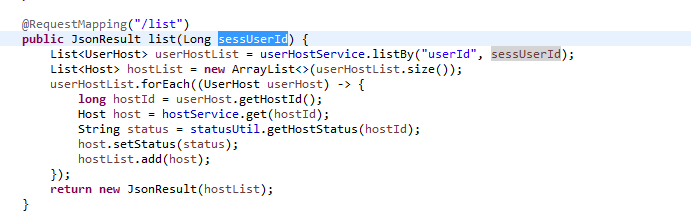 @RequestMapping("/list")
public JsonResult list(Long sessUserId) {
List<UserHost> userHostList = userHostService.listBy("userId", sessUserId);
List<Host> hostList = new ArrayList<>(userHostList.size());
userHostList.forEach((UserHost userHost) -> {
long hostId = userHost.getHostId();
Host host = hostService.get(hostId);
String status = statusUtil.getHostStatus(hostId);
host.setStatus(status);
hostList.add(host);
});
return new JsonResult(hostList);
}